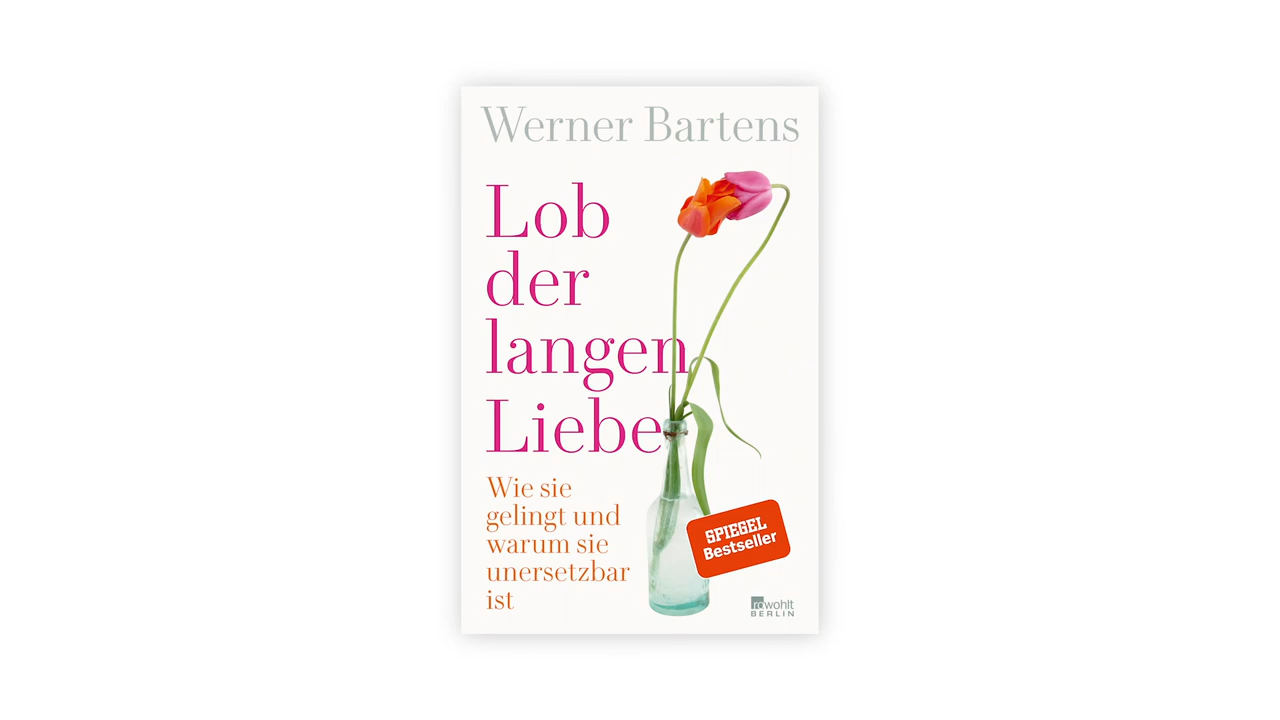 Werner Bartens
Lob
der
langen
Liebe
Wie sie
gelingt und
warum sie
unersetzbar
ist
SPIEGEL
Bestseller
rowohlt
BERLIN